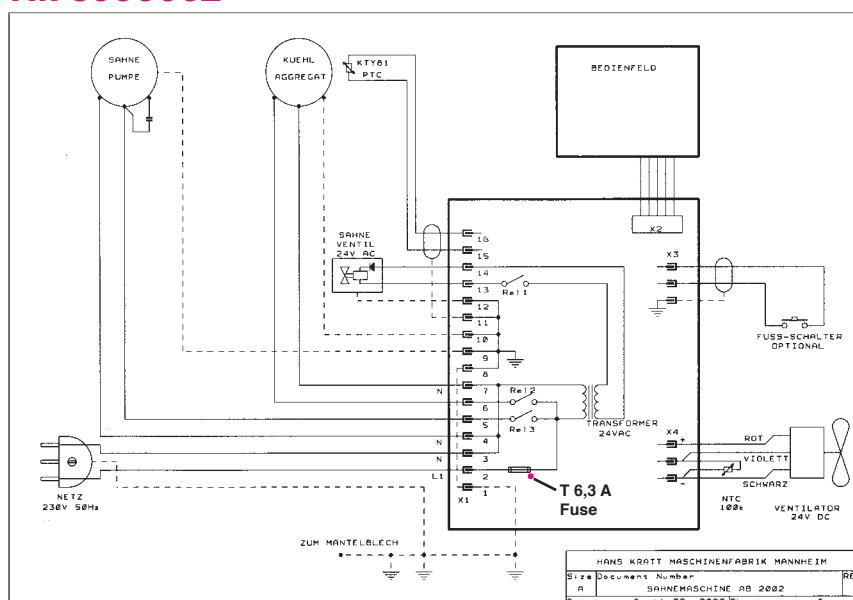 SAHNE
PUMPE
KUEHL
AGGREGAT
KTY81
PTC
BEDIENFELD
X2
SAHNE
VENTIL
24V AC
16
15
14
13
Rel1
12
11
10
9
8
7
6
5
4
3
2
1
X1
N
N
N
L1
Rel2
Rel3
TRANSFORMER
24VAC
X3
FUSS-SCHALTER
OPTIONAL
X4
+
-
ROT
VIOLETT
SCHWARZ
NTC
100k
VENTILATOR
24V DC
NETZ
230V 50Hz
T 6,3 A
Fuse
ZUM MANTELBLECH
HANS KRATT MASCHINENFABRIK MANNHEIM
Size Document Number
A SAHNEMASCHINE AB 2002